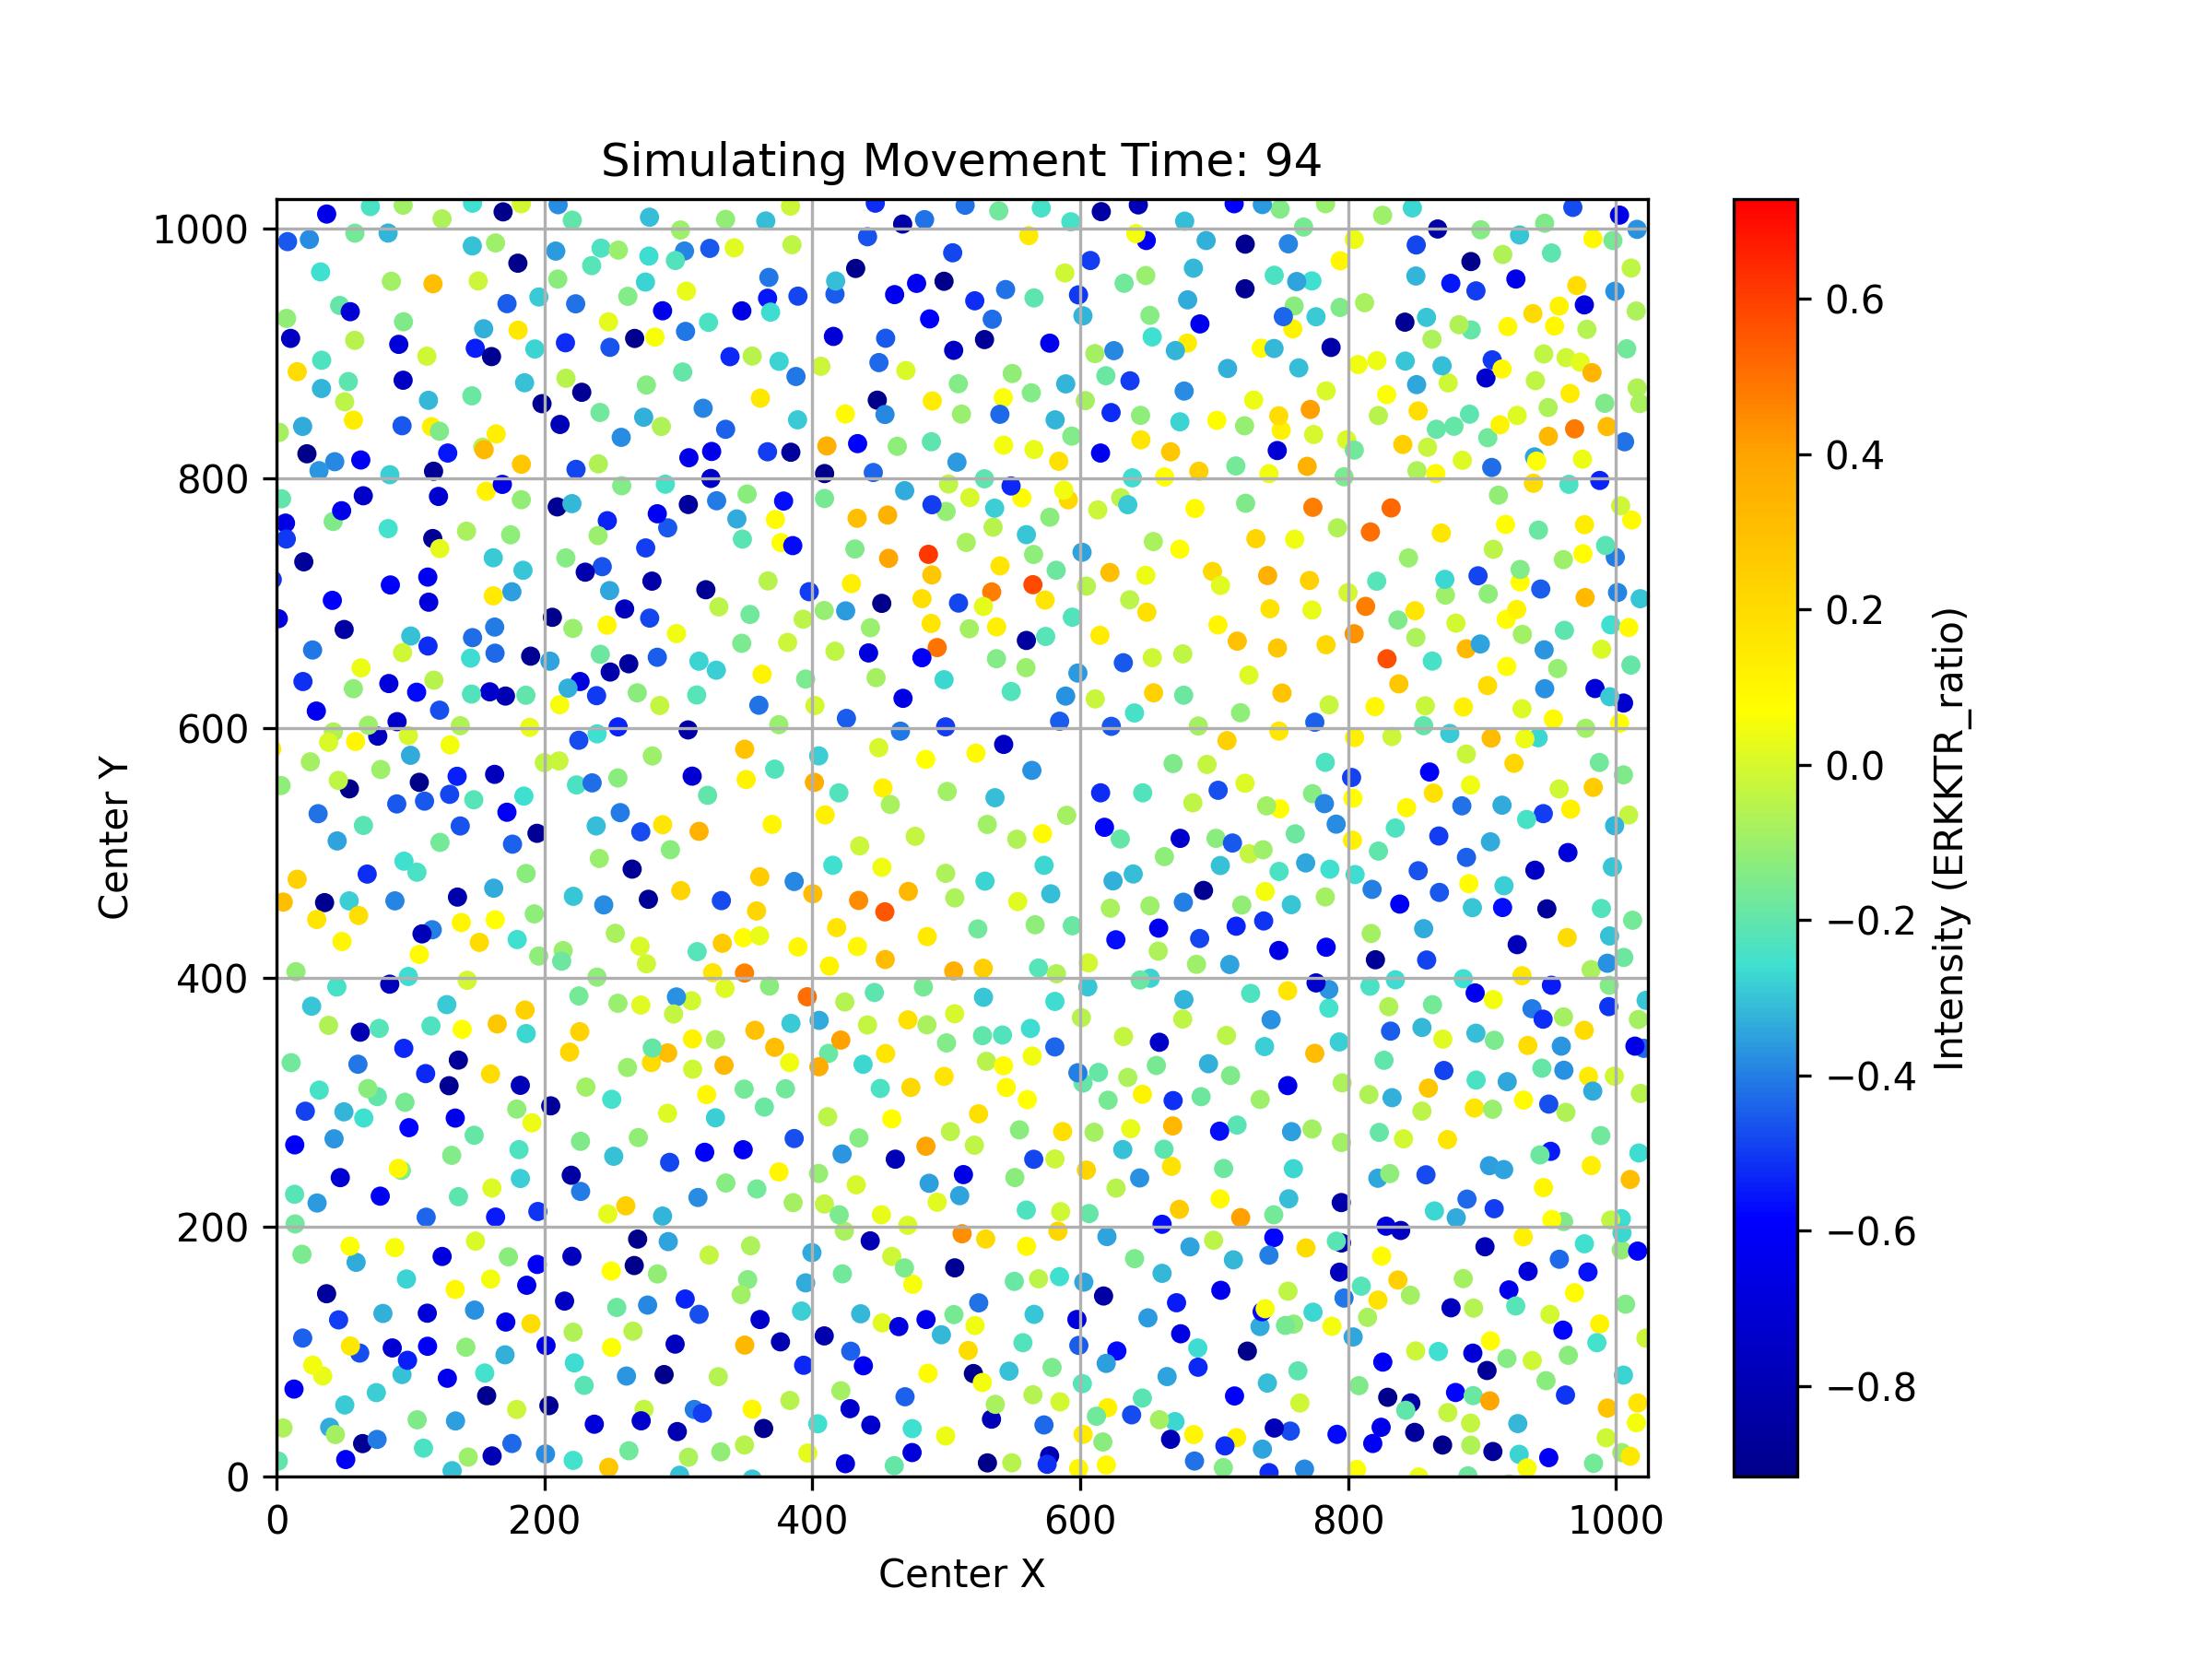 Simulating Movement Time: 94
1000
800
600
400
200
0
Center Y
0 200 400 600 800 1000
Center X
0.6
0.4
0.2
0.0
−0.2
−0.4
−0.6
−0.8
Intensity (ERKKTR_ratio)